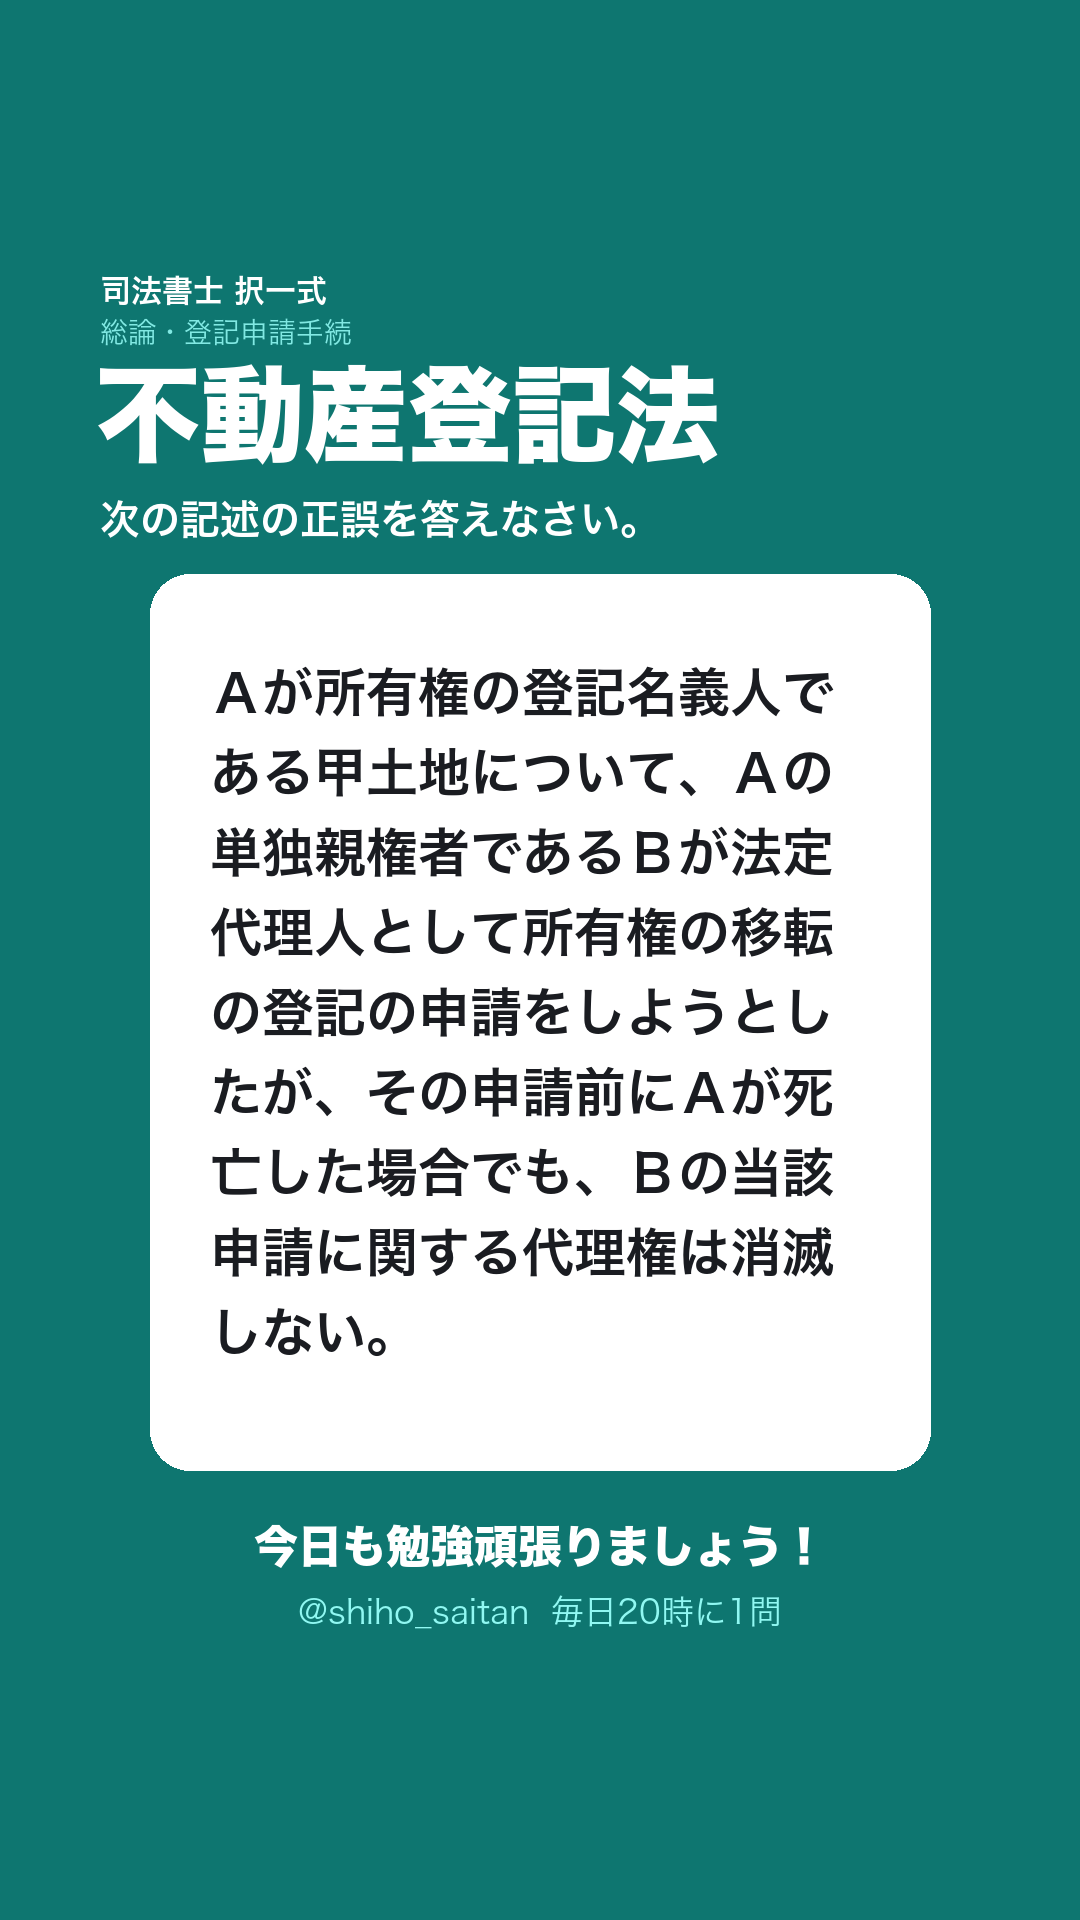 司法書士 択一式
総論・登記申請手続
不動産登記法
次の記述の正誤を答えなさい。
Ａが所有権の登記名義人で
ある甲土地について、Ａの
単独親権者であるＢが法定
代理人として所有権の移転
の登記の申請をしようとし
たが、その申請前にＡが死
亡した場合でも、Ｂの当該
申請に関する代理権は消滅
しない。
今日も勉強頑張りましょう！
@shiho_saitan 毎日20時に1問